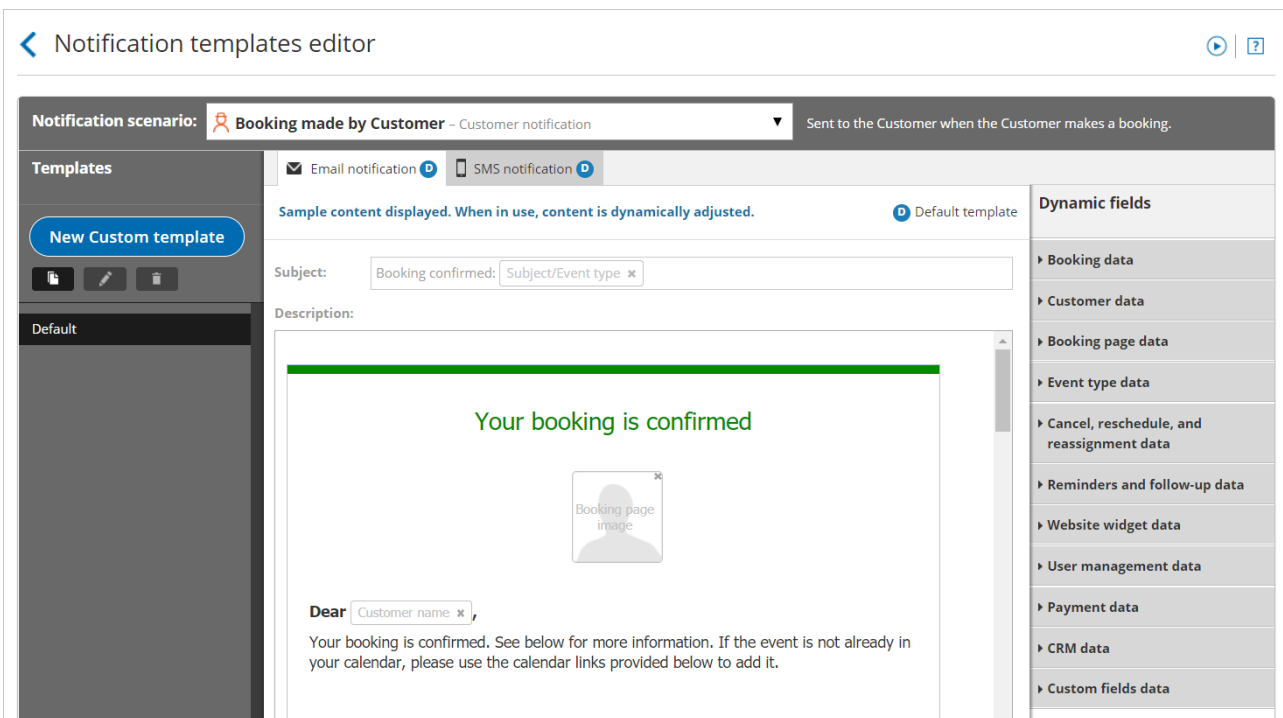 Notification templates editor
?
Notification scenario: Booking made by Customer – Customer notification
Sent to the Customer when the Customer makes a booking.
Templates
Email notification D
SMS notification D
New Custom template
Default
Sample content displayed. When in use, content is dynamically adjusted.
D Default template
Subject: Booking confirmed: Subject/Event type ×
Description:
Your booking is confirmed
Booking page
image
Dear Customer name ×,
Your booking is confirmed. See below for more information. If the event is not already in
your calendar, please use the calendar links provided below to add it.
Dynamic fields
Booking data
Customer data
Booking page data
Event type data
Cancel, reschedule, and
reassignment data
Reminders and follow-up data
Website widget data
User management data
Payment data
CRM data
Custom fields data